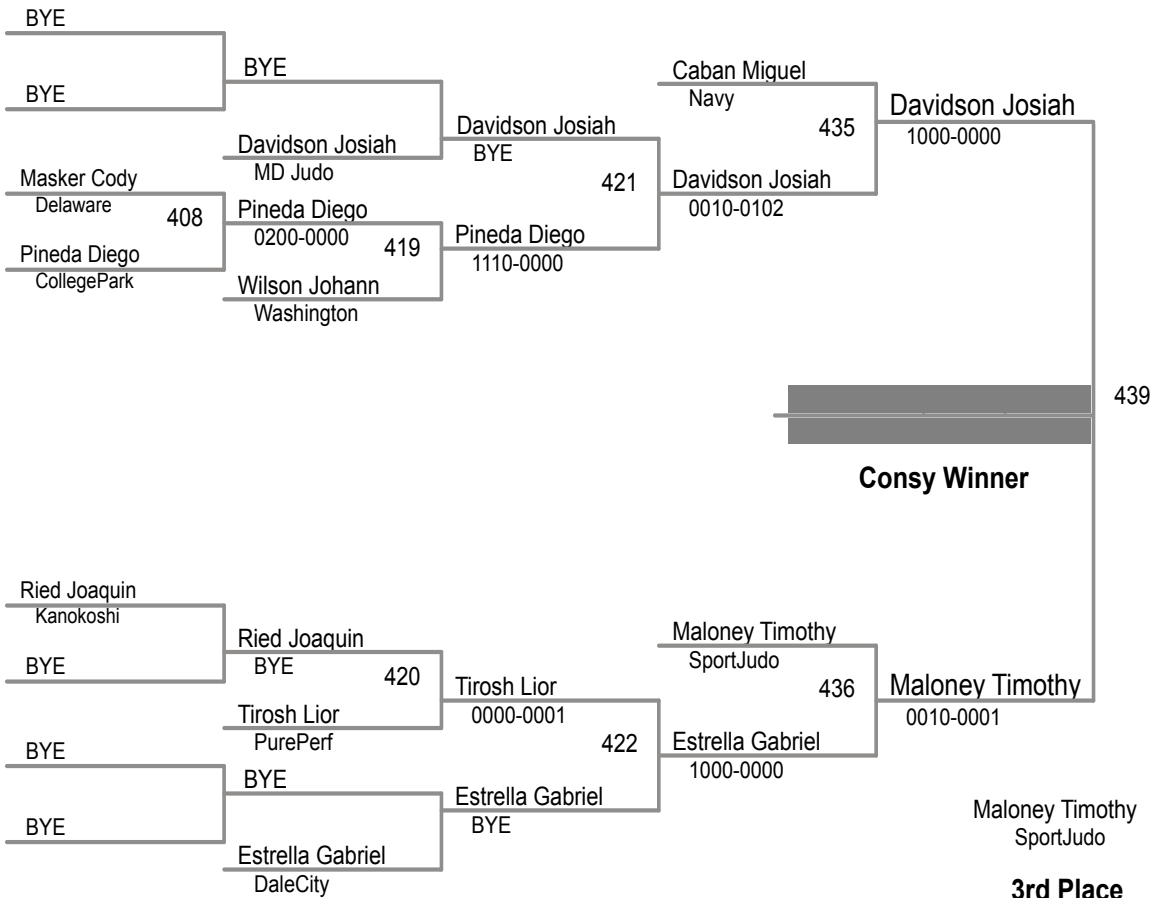 BYE
BYE
BYE
Davidson Josiah
MD Judo
Masker Cody
Delaware
408
Pineda Diego
CollegePark
Pineda Diego
0200-0000
419
Wilson Johann
Washington
Davidson Josiah
BYE
421
Pineda Diego
1110-0000
Caban Miguel
Navy
435
Davidson Josiah
0010-0102
Davidson Josiah
1000-0000
439
Consy Winner
Ried Joaquin
Kanokoshi
BYE
Ried Joaquin
BYE
420
Tirosh Lior
PurePerf
BYE
BYE
BYE
Estrella Gabriel
DaleCity
Tirosh Lior
0000-0001
422
Estrella Gabriel
BYE
Maloney Timothy
SportJudo
436
Estrella Gabriel
1000-0000
Maloney Timothy
0010-0001
Maloney Timothy
SportJudo
3rd Place